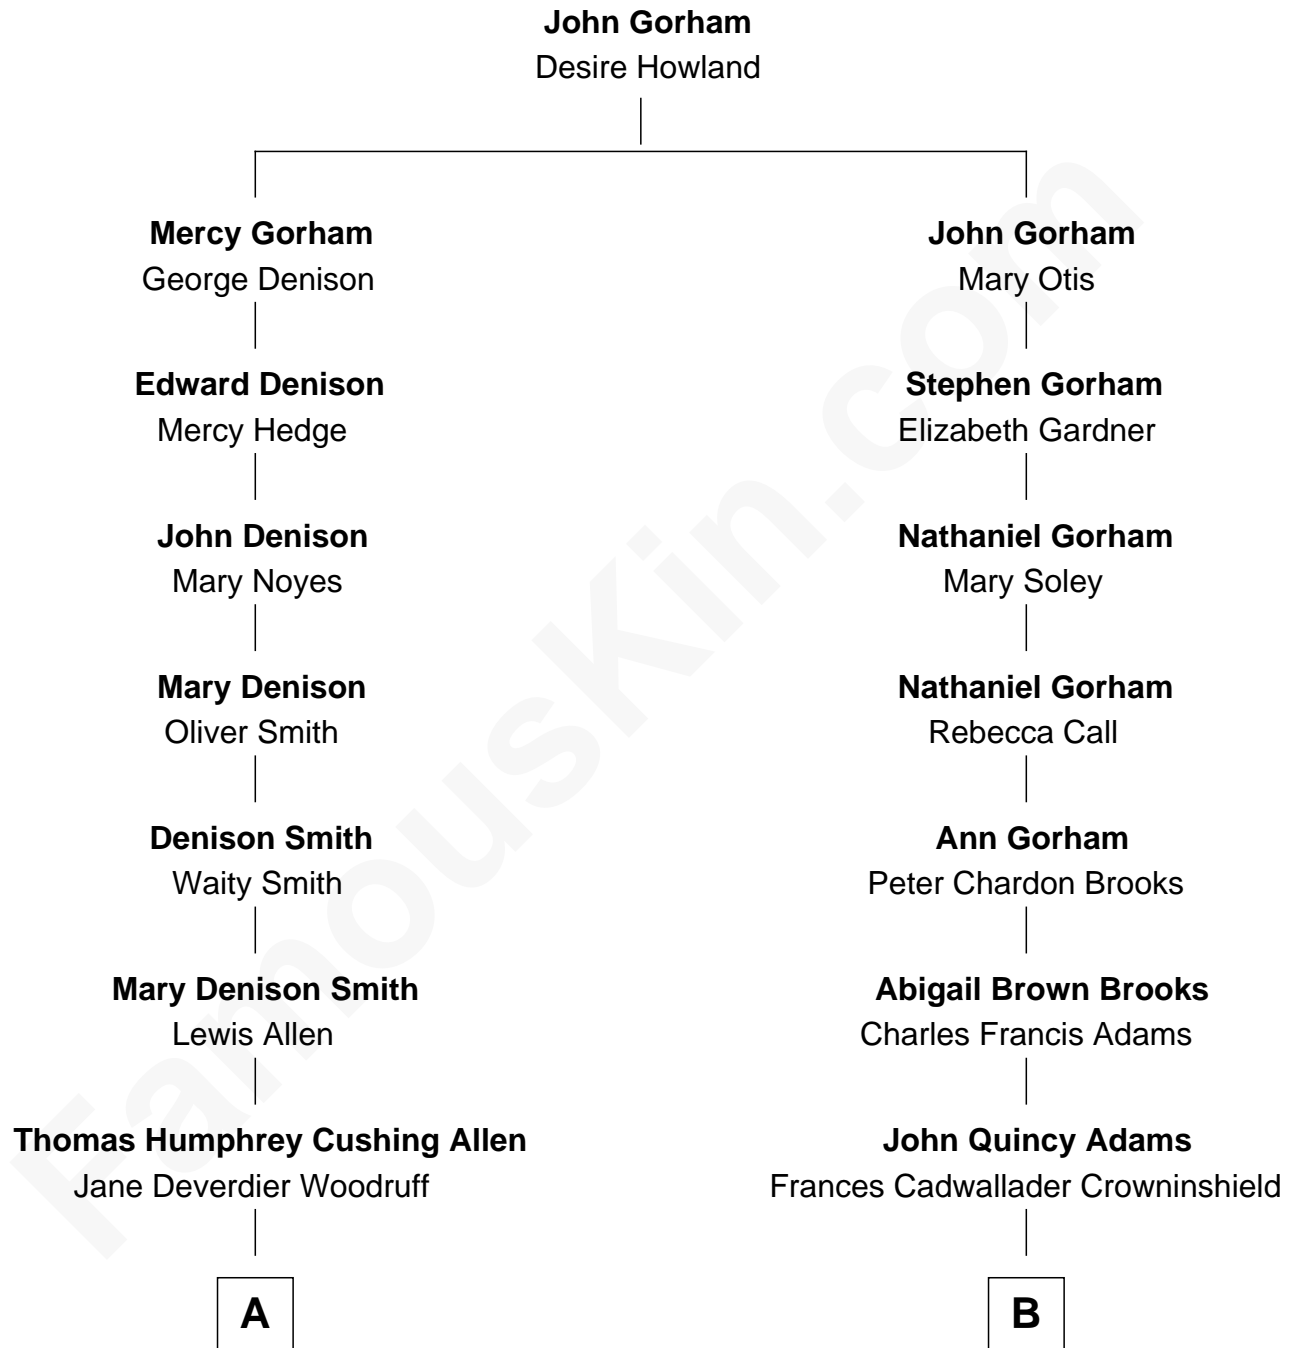 John Gorham
Desire Howland
Mercy Gorham
George Denison
John Gorham
Mary Otis
Edward Denison
Mercy Hedge
Stephen Gorham
Elizabeth Gardner
John Denison
Mary Noyes
Nathaniel Gorham
Mary Soley
Mary Denison
Oliver Smith
Nathaniel Gorham
Rebecca Call
Denison Smith
Waity Smith
Ann Gorham
Peter Chardon Brooks
Mary Denison Smith
Lewis Allen
Abigail Brown Brooks
Charles Francis Adams
Thomas Humphrey Cushing Allen
Jane Deverdier Woodruff
John Quincy Adams
Frances Cadwallader Crowninshield
A
B
FamousKin.com